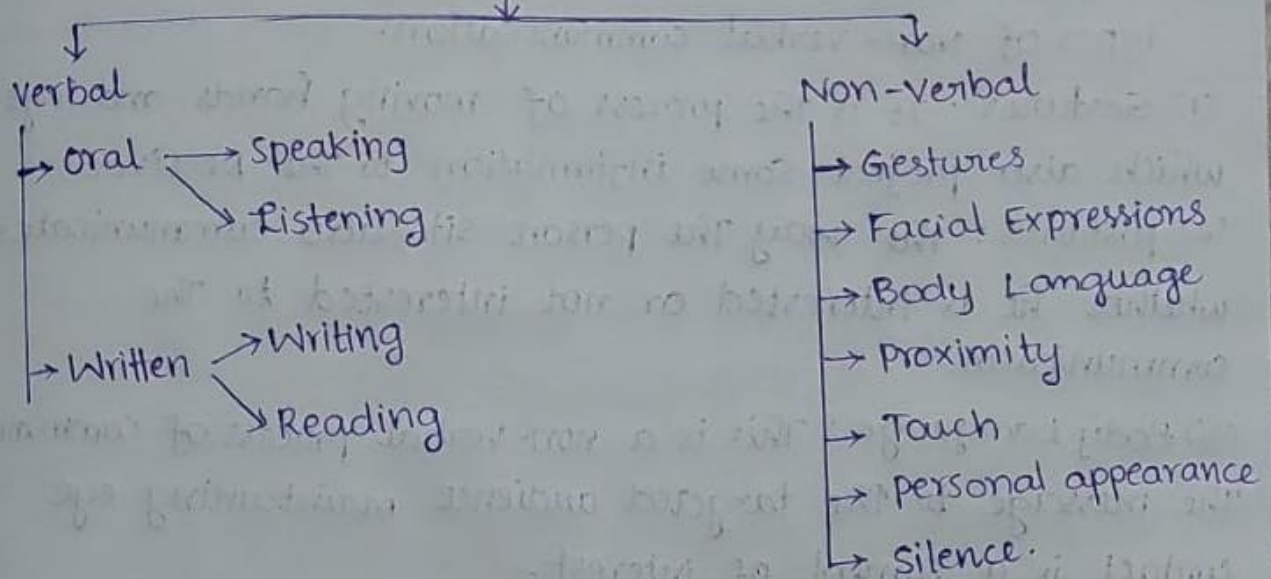 verbal
Non-verbal
oral → Speaking
Listening
Written → Writing
Reading
Gestures
Facial Expressions
Body Language
Proximity
Touch
personal appearance
silence.